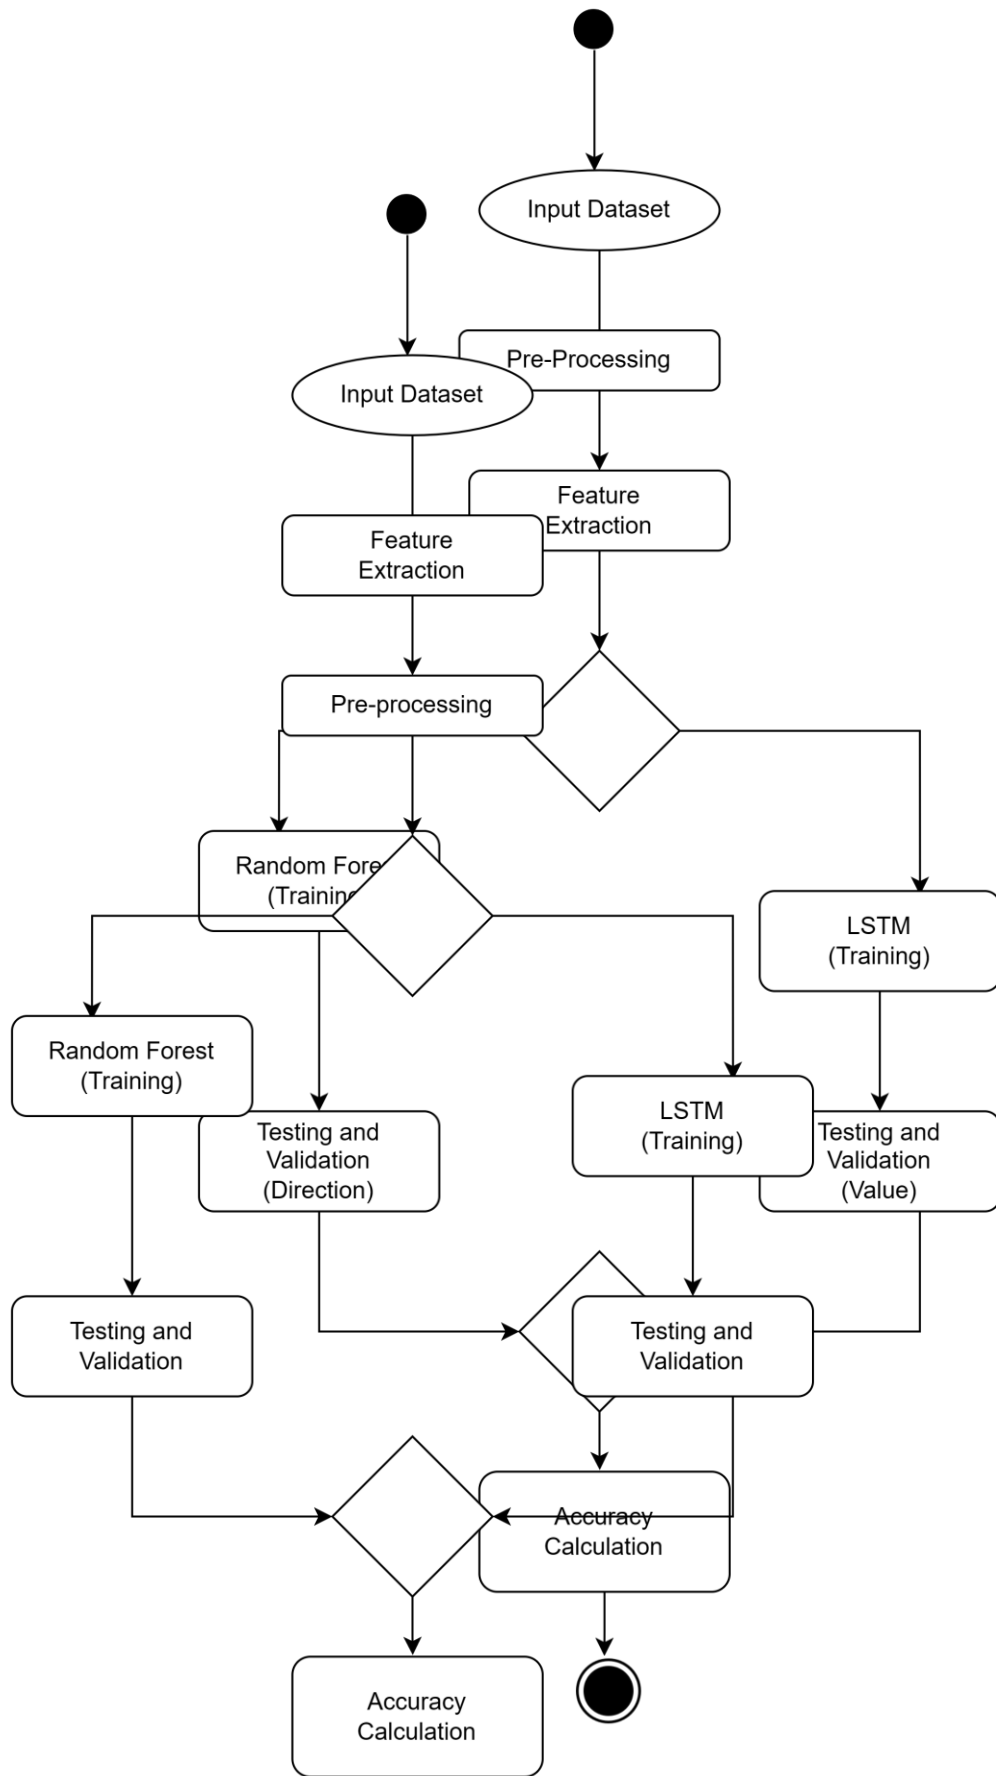 Input Dataset
Pre-Processing
Input Dataset
Feature
Extraction
Feature
Extraction
Pre-processing
Random Fore
(Training
LSTM
(Training)
Random Forest
(Training)
LSTM
(Training)
Testing and
Validation
(Direction)
Testing and
Validation
(Value)
Testing and
Validation
Testing and
Validation
Accuracy
Calculation
Accuracy
Calculation